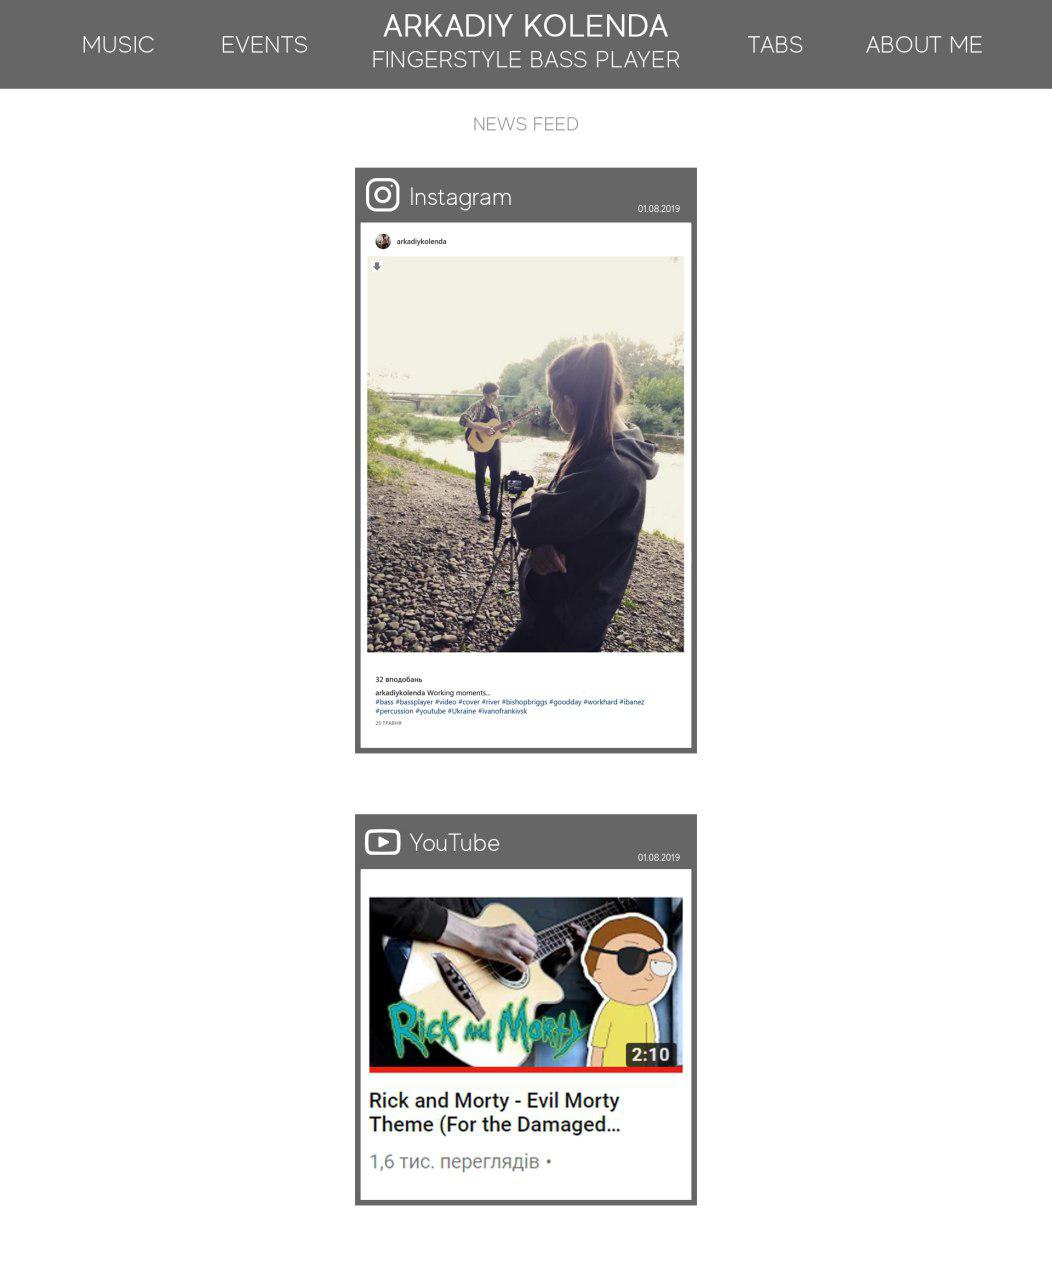 MUSIC
EVENTS
ARKADIY KOLENDA
FINGERSTYLE BASS PLAYER
TABS
ABOUT ME
NEWS FEED
Instagram
01.08.2019
arkadiykolenda
32 вподобань
arkadiykolenda Working moments...
#bass #bassplayer #video #cover #river #bishopbriggs #goodday #workhard #ibanez
#percussion #youtube #Ukraine #ivanofrankivsk
25 ТРАВНЯ
YouTube
01.08.2019
Rick and Morty
2:10
Rick and Morty - Evil Morty
Theme (For the Damaged...
1,6 тис. переглядів •